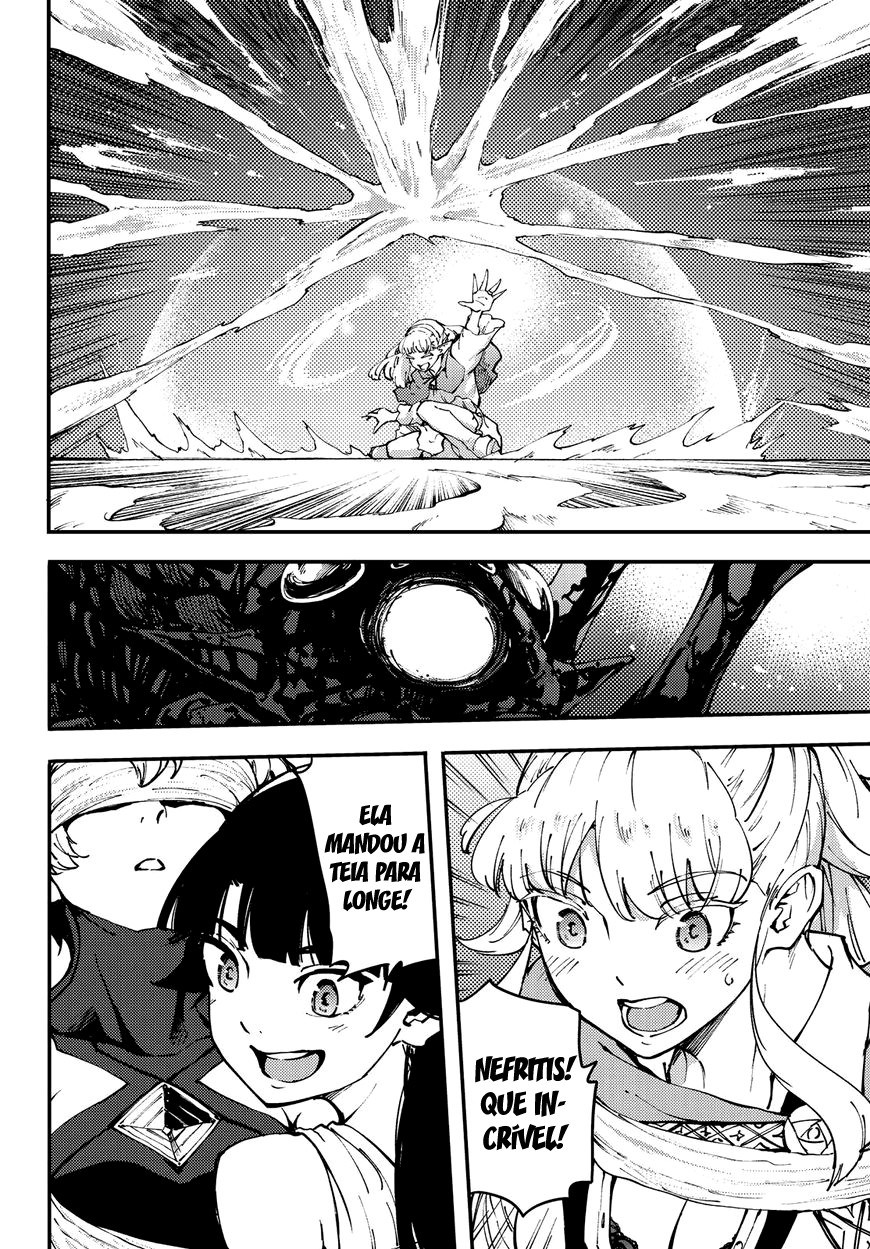 NEFRITIS!
QUE IN-
CRÍVEL!
ELA
MANDOU A
TEIA PARA
LONGE!